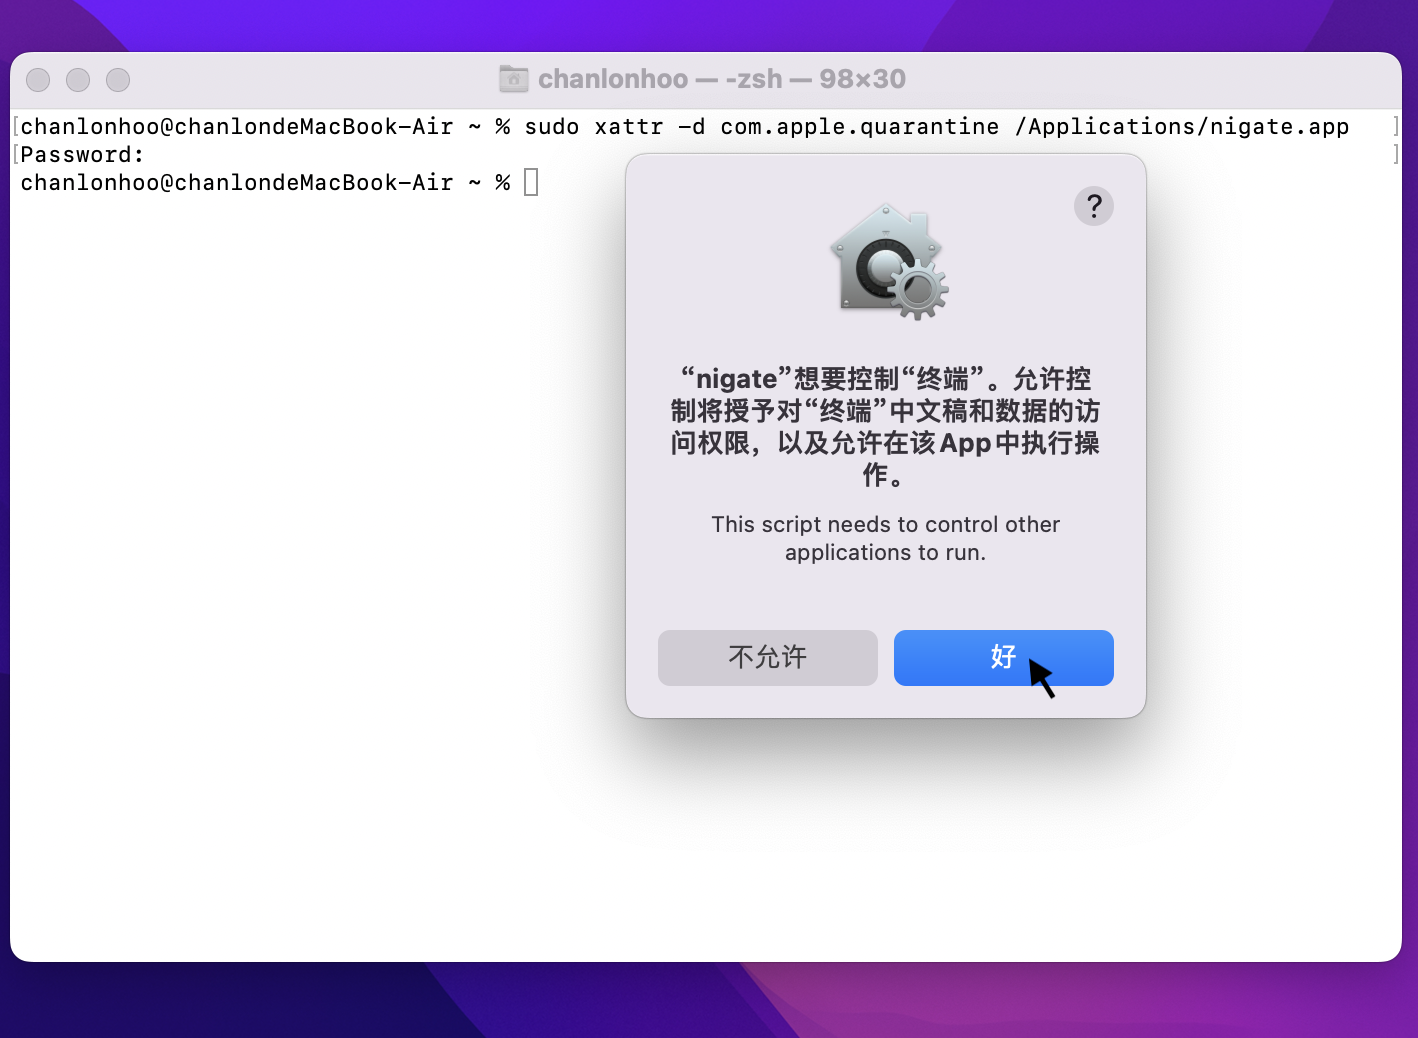 chanlonhoo — -zsh — 98×30
[chanlonhoo@chanlondeMacBook-Air ~ % sudo xattr -d com.apple.quarantine /Applications/nigate.app ]
[Password: ]
chanlonhoo@chanlondeMacBook-Air ~ %
?
“nigate”想要控制“终端”。允许控
制将授予对“终端”中文稿和数据的访
问权限，以及允许在该App中执行操
作。
This script needs to control other
applications to run.
不允许
好